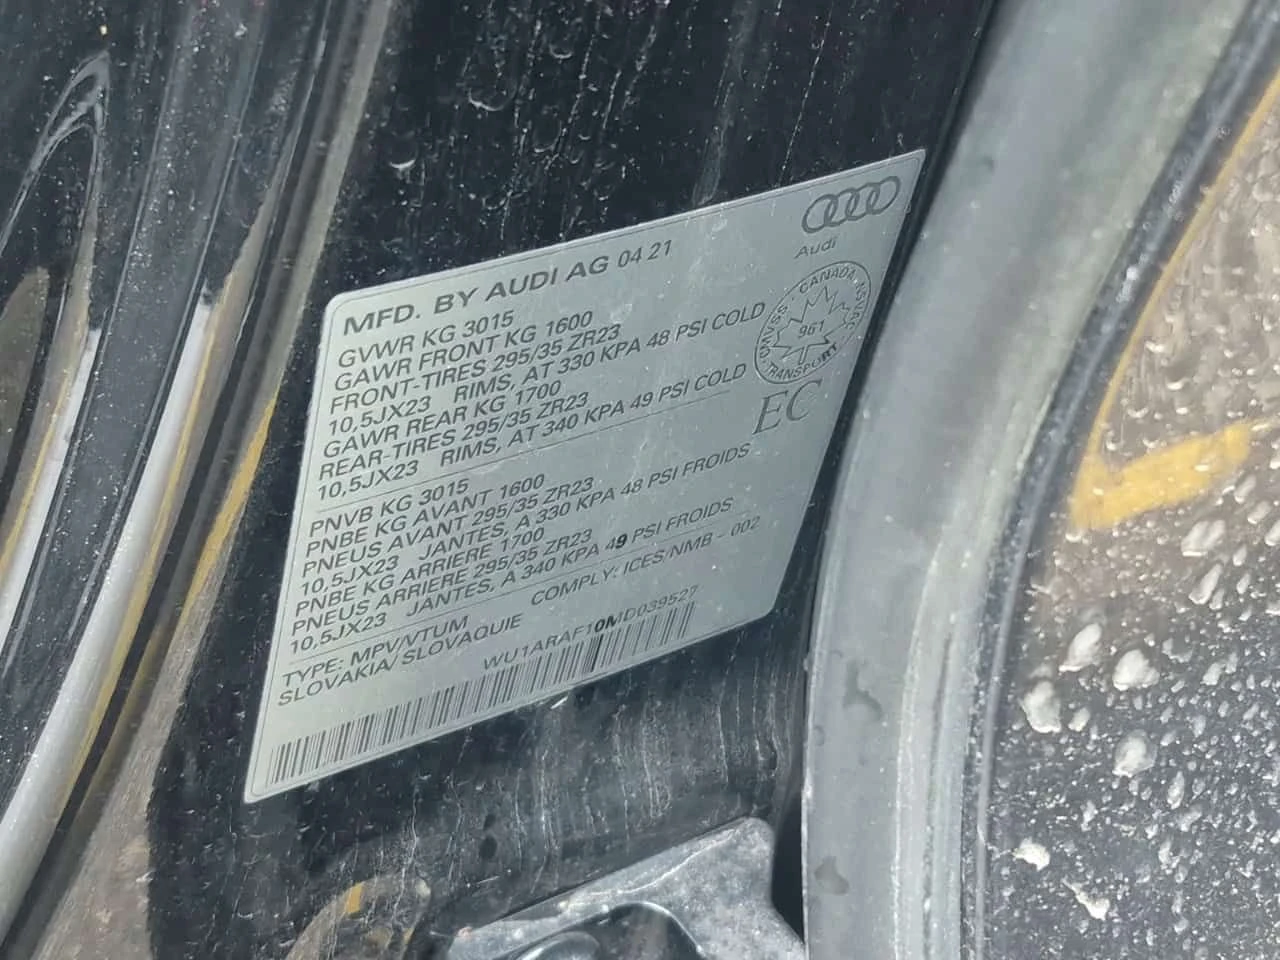 MFD. BY AUDI AG 04 21
Audi
GVWR KG 3015
GAWR FRONT KG 1600
FRONT-TIRES 295/35 ZR23
10,5JX23 RIMS, AT 330 KPA 48 PSI COLD
GAWR REAR KG 1700
REAR-TIRES 295/35 ZR23
10,5JX23 RIMS, AT 340 KPA 49 PSI COLD
CANADA
NSVAC
TRANSPORT
CMVSS
961
EC
PNVB KG 3015
PNBE KG AVANT 1600
PNEUS AVANT 295/35 ZR23
10,5JX23 JANTES, A 330 KPA 48 PSI FROIDS
PNBE KG ARRIERE 1700
PNEUS ARRIERE 295/35 ZR23
10,5JX23 JANTES, A 340 KPA 49 PSI FROIDS
TYPE: MPV/VTUM COMPLY: ICES/NMB - 002
SLOVAKIA/ SLOVAQUIE
WU1ARAF10MD039527